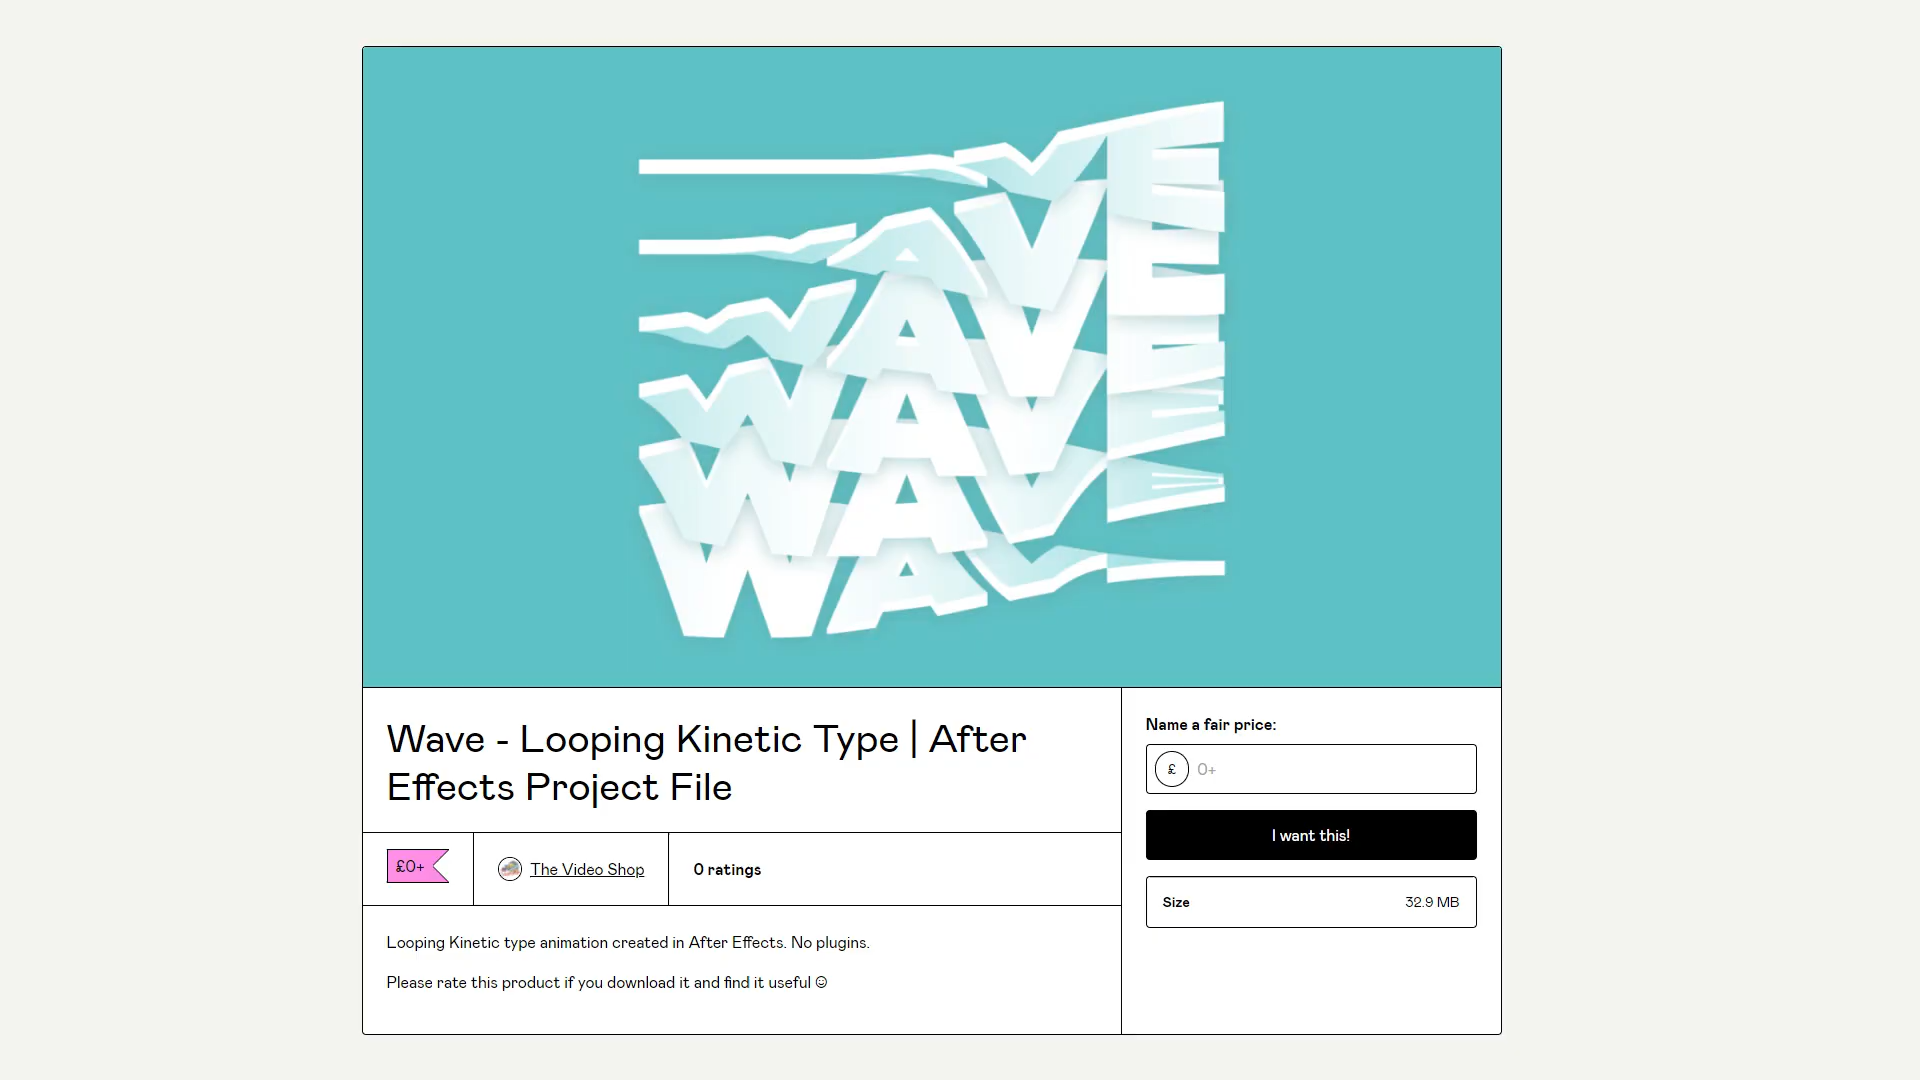 WAVE
WAVE
WAVE
WAVE
WAVE
WAVE
Wave - Looping Kinetic Type | After
Effects Project File
£0+
The Video Shop
0 ratings
Looping Kinetic type animation created in After Effects. No plugins.
Please rate this product if you download it and find it useful ☺
Name a fair price:
£ 0+
I want this!
Size 32.9 MB